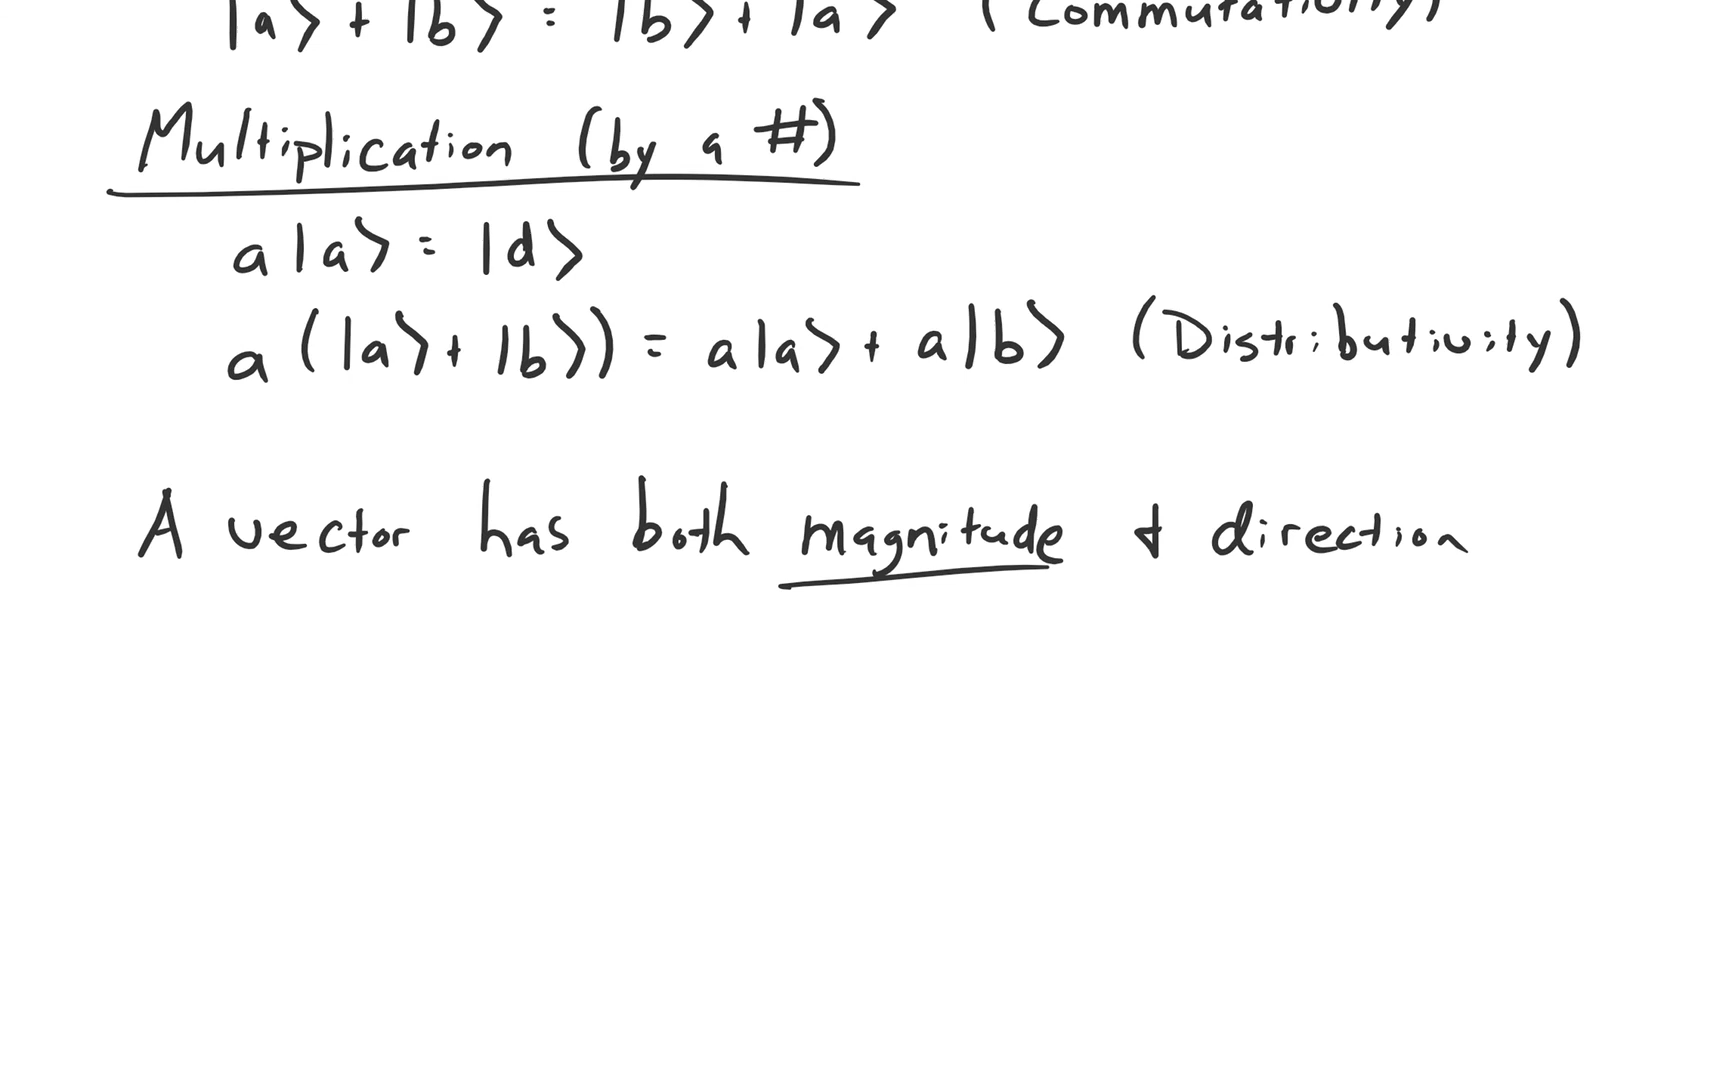 |a⟩ + |b⟩ = |b⟩ + |a⟩ (Commutativity)
Multiplication (by a #)
a|a⟩ = |d⟩
a(|a⟩ + |b⟩) = a|a⟩ + a|b⟩ (Distributivity)
A vector has both magnitude & direction